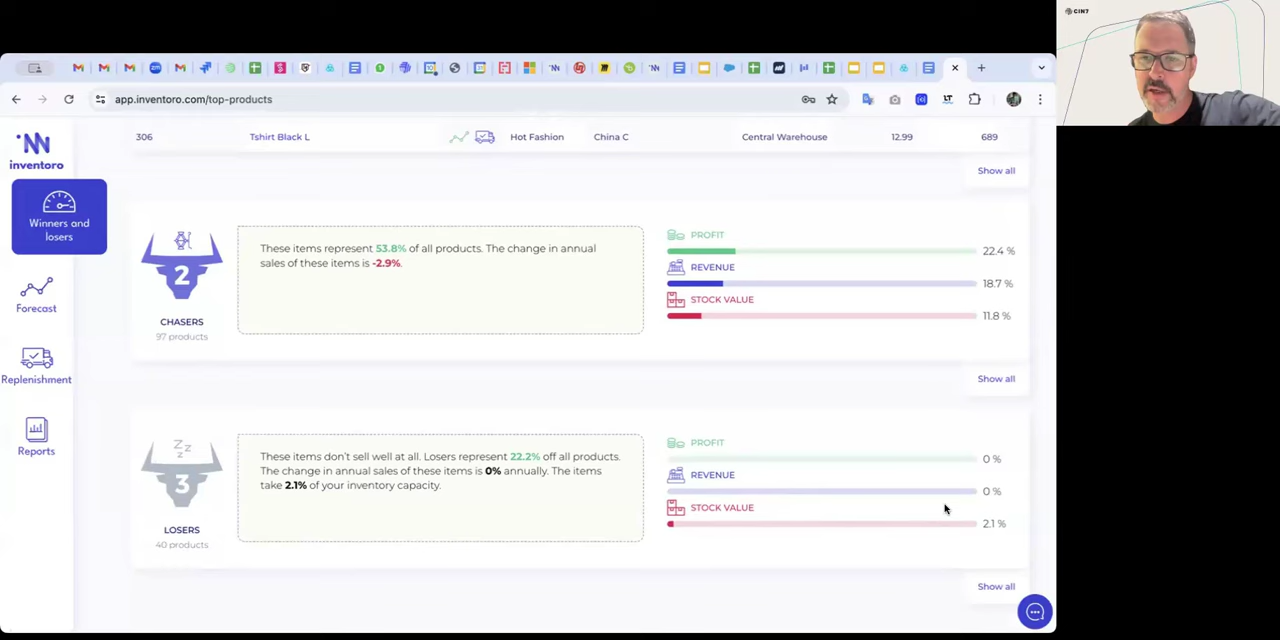 CIN7
app.inventoro.com/top-products
inventoro
Winners and
losers
Forecast
Replenishment
Reports
306 Tshirt Black L Hot Fashion China C Central Warehouse 12.99 689
Show all
2
CHASERS
97 products
These items represent 53.8% of all products. The change in annual
sales of these items is -2.9%.
PROFIT
22.4 %
REVENUE
18.7 %
STOCK VALUE
11.8 %
Show all
Z Z Z
3
LOSERS
40 products
These items don't sell well at all. Losers represent 22.2% off all products.
The change in annual sales of these items is 0% annually. The items
take 2.1% of your inventory capacity.
PROFIT
0 %
REVENUE
0 %
STOCK VALUE
2.1 %
Show all